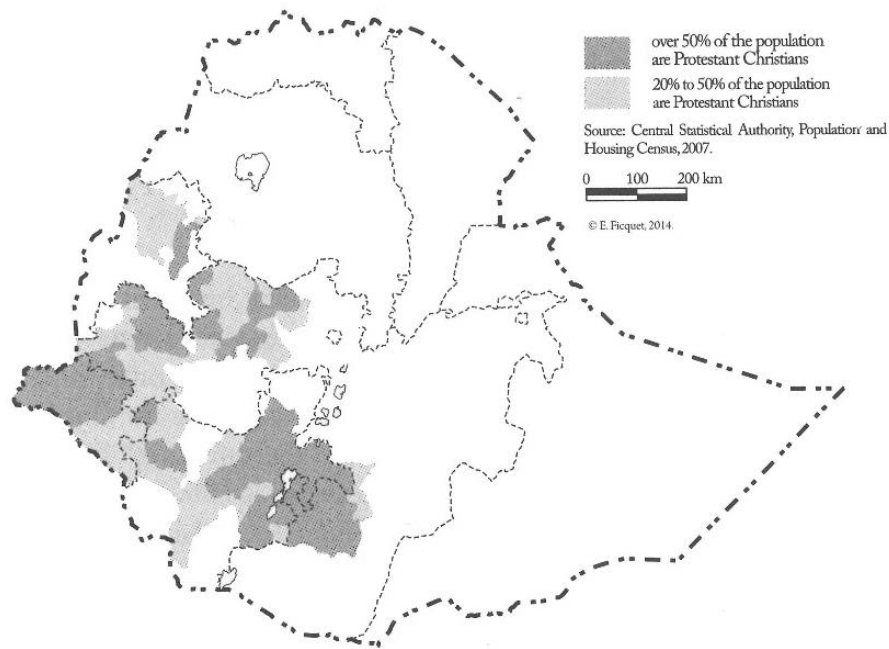 over 50% of the population
are Protestant Christians
20% to 50% of the population
are Protestant Christians
Source: Central Statistical Authority, Population and
Housing Census, 2007.
0 100 200 km
© E. Ficquet, 2014.